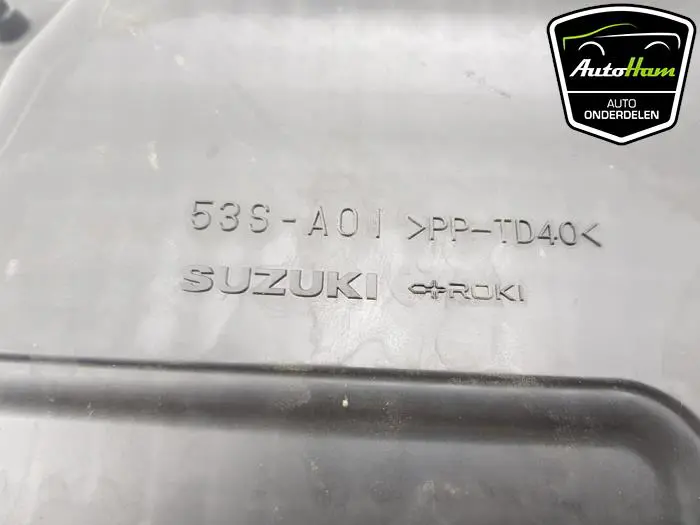 AutoHam
AUTO
ONDERDELEN
53S-A01 >PP-TD40<
SUZUKI ROKI